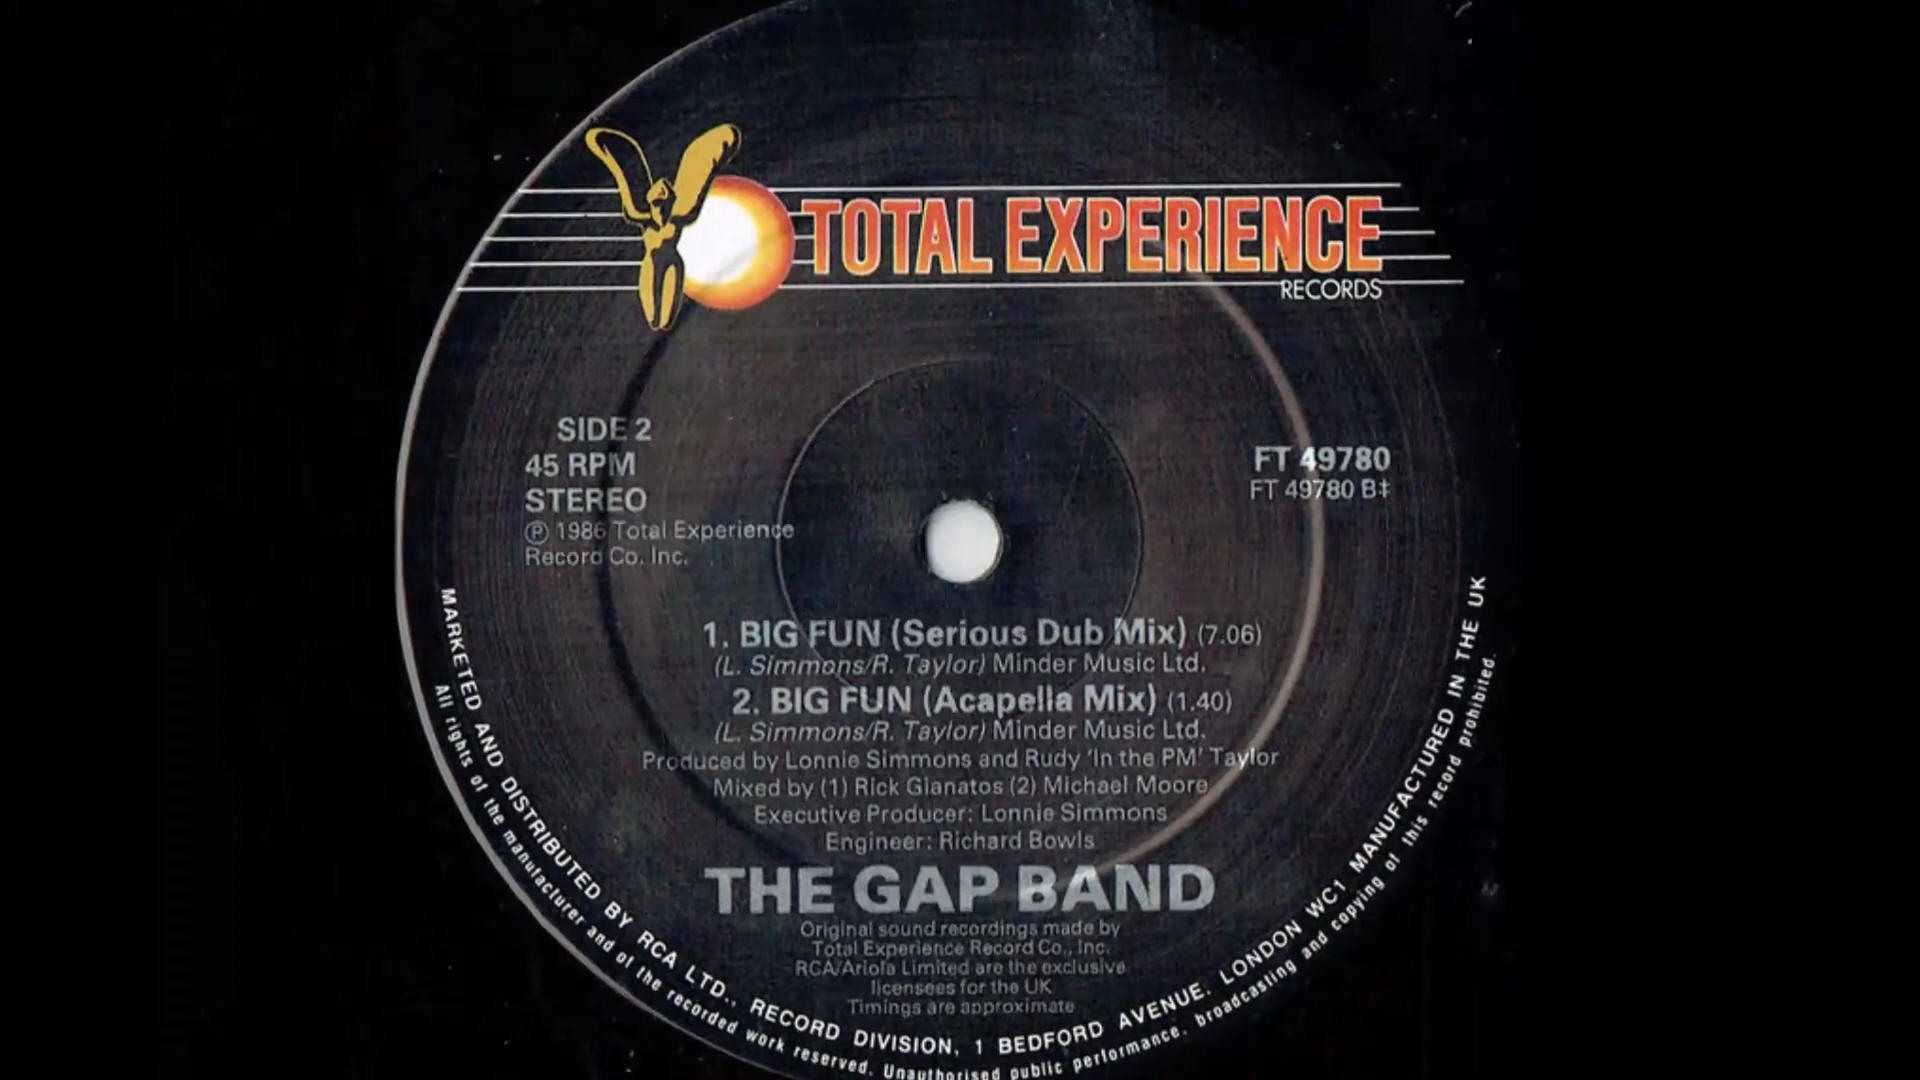 TOTAL EXPERIENCE
RECORDS
SIDE 2
45 RPM
STEREO
Ⓟ 1986 Total Experience
Record Co. Inc.
FT 49780
FT 49780 B‡
1. BIG FUN (Serious Dub Mix) (7.06)
(L. Simmons/R. Taylor) Minder Music Ltd.
2. BIG FUN (Acapella Mix) (1.40)
(L. Simmons/R. Taylor) Minder Music Ltd.
Produced by Lonnie Simmons and Rudy 'In the PM' Taylor
Mixed by (1) Rick Gianatos (2) Michael Moore
Executive Producer: Lonnie Simmons
Engineer: Richard Bowls
THE GAP BAND
Original sound recordings made by
Total Experience Record Co., Inc.
RCA/Ariola Limited are the exclusive
licensees for the UK
Timings are approximate
MARKETED AND DISTRIBUTED BY RCA LTD., RECORD DIVISION, 1 BEDFORD AVENUE, LONDON WC1 MANUFACTURED IN THE UK
All rights of the manufacturer and of the recorded work reserved. Unauthorised public performance, broadcasting and copying of this record prohibited.